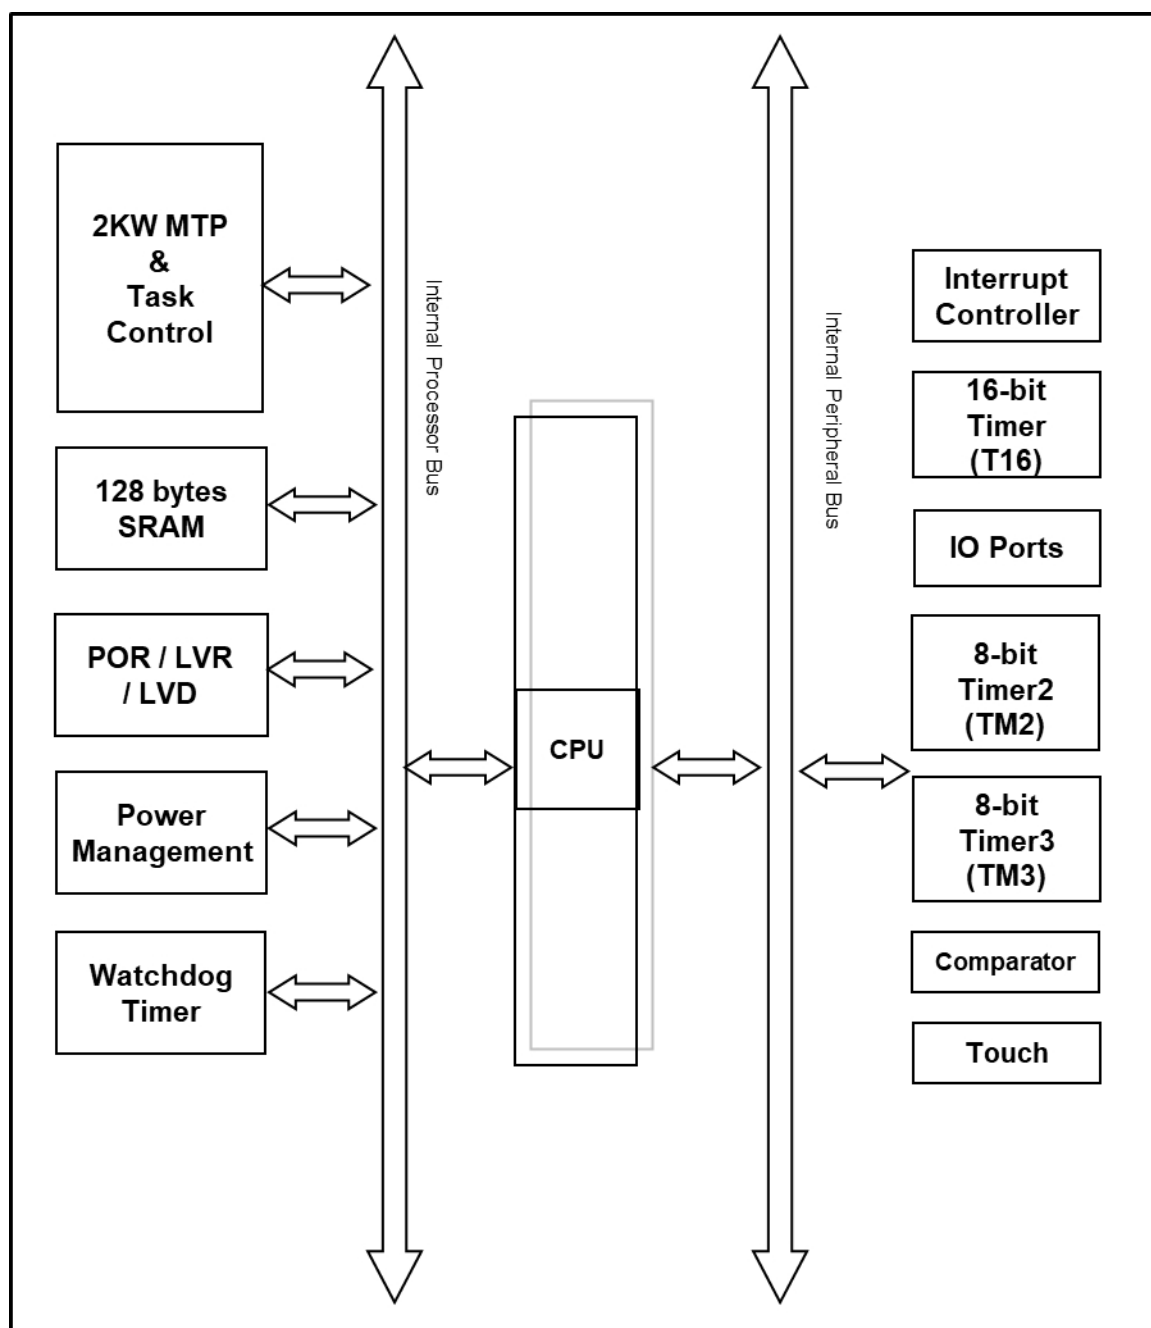 2KW MTP
&
Task
Control
128 bytes
SRAM
POR / LVR
/ LVD
Power
Management
Watchdog
Timer
Internal Processor Bus
CPU
Internal Peripheral Bus
Interrupt
Controller
16-bit
Timer
(T16)
IO Ports
8-bit
Timer2
(TM2)
8-bit
Timer3
(TM3)
Comparator
Touch